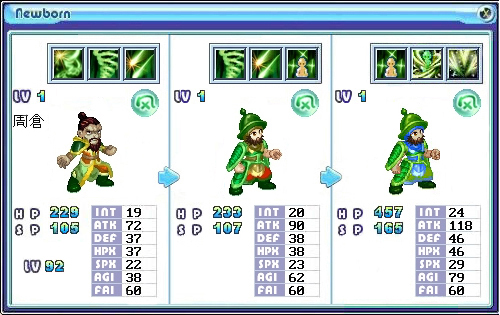 Newborn
LV 1
周倉
HP 229
SP 105
LV 92
INT 19
ATK 72
DEF 37
HPX 37
SPX 22
AGI 38
FAI 60
LV 1
HP 233
SP 107
INT 20
ATK 90
DEF 38
HPX 38
SPX 23
AGI 62
FAI 60
LV 1
HP 457
SP 165
INT 24
ATK 118
DEF 46
HPX 46
SPX 29
AGI 79
FAI 60